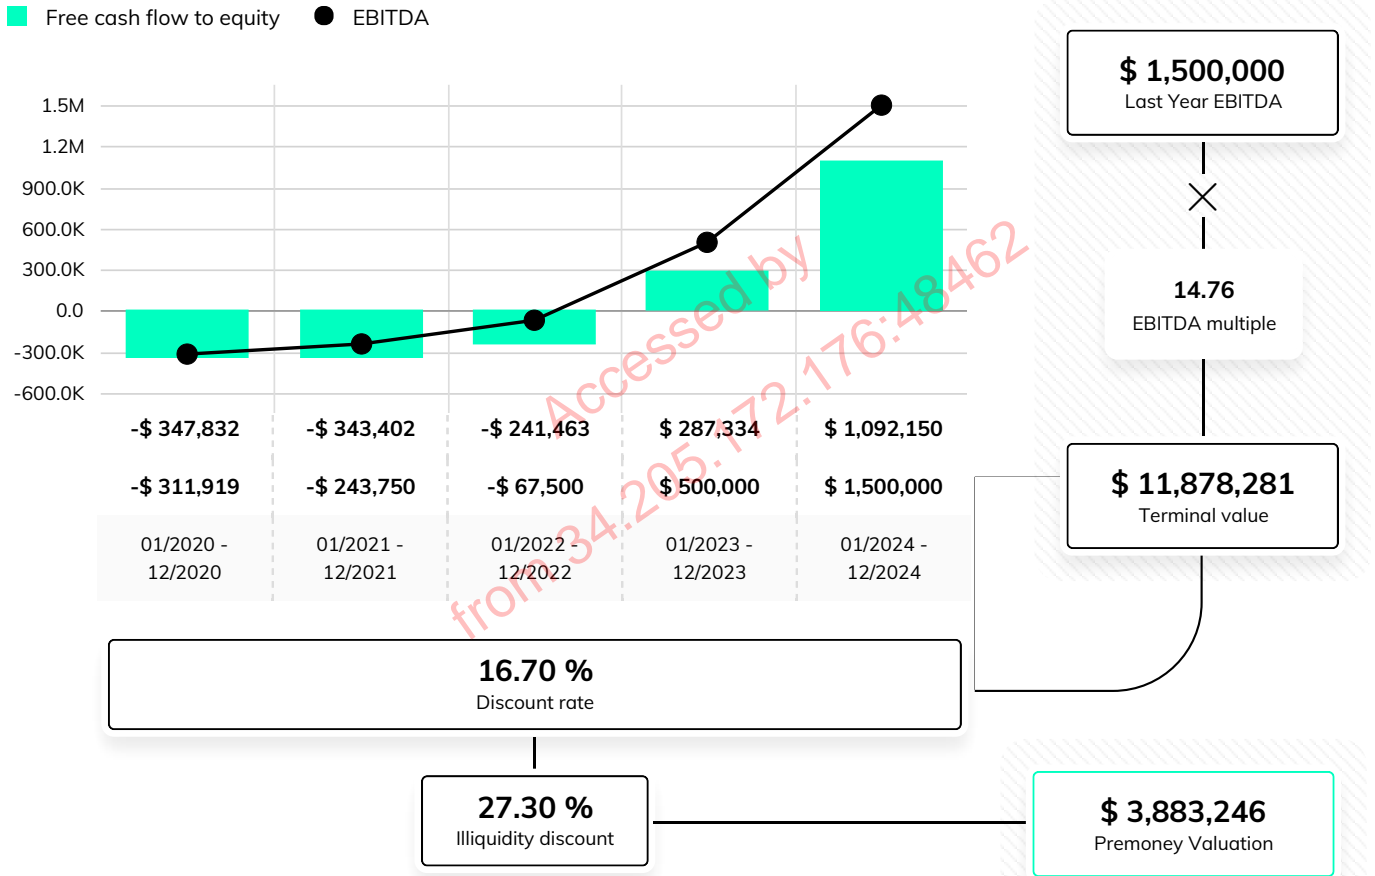 Free cash flow to equity EBITDA
1.5M
1.2M
900.0K
600.0K
300.0K
0.0
-300.0K
-600.0K
-$ 347,832 -$ 343,402 -$ 241,463 $ 287,334 $ 1,092,150
-$ 311,919 -$ 243,750 -$ 67,500 $ 500,000 $ 1,500,000
01/2020 - 01/2021 - 01/2022 - 01/2023 - 01/2024 -
12/2020 12/2021 12/2022 12/2023 12/2024
$ 1,500,000
Last Year EBITDA
14.76
EBITDA multiple
$ 11,878,281
Terminal value
16.70 %
Discount rate
27.30 %
Illiquidity discount
$ 3,883,246
Premoney Valuation
Accessed by
from 34.205.172.176:48462